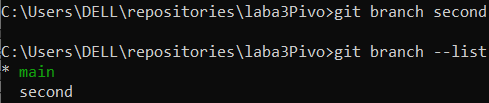 C:\Users\DELL\repositories\laba3Pivo>git branch second
C:\Users\DELL\repositories\laba3Pivo>git branch --list
* main
  second